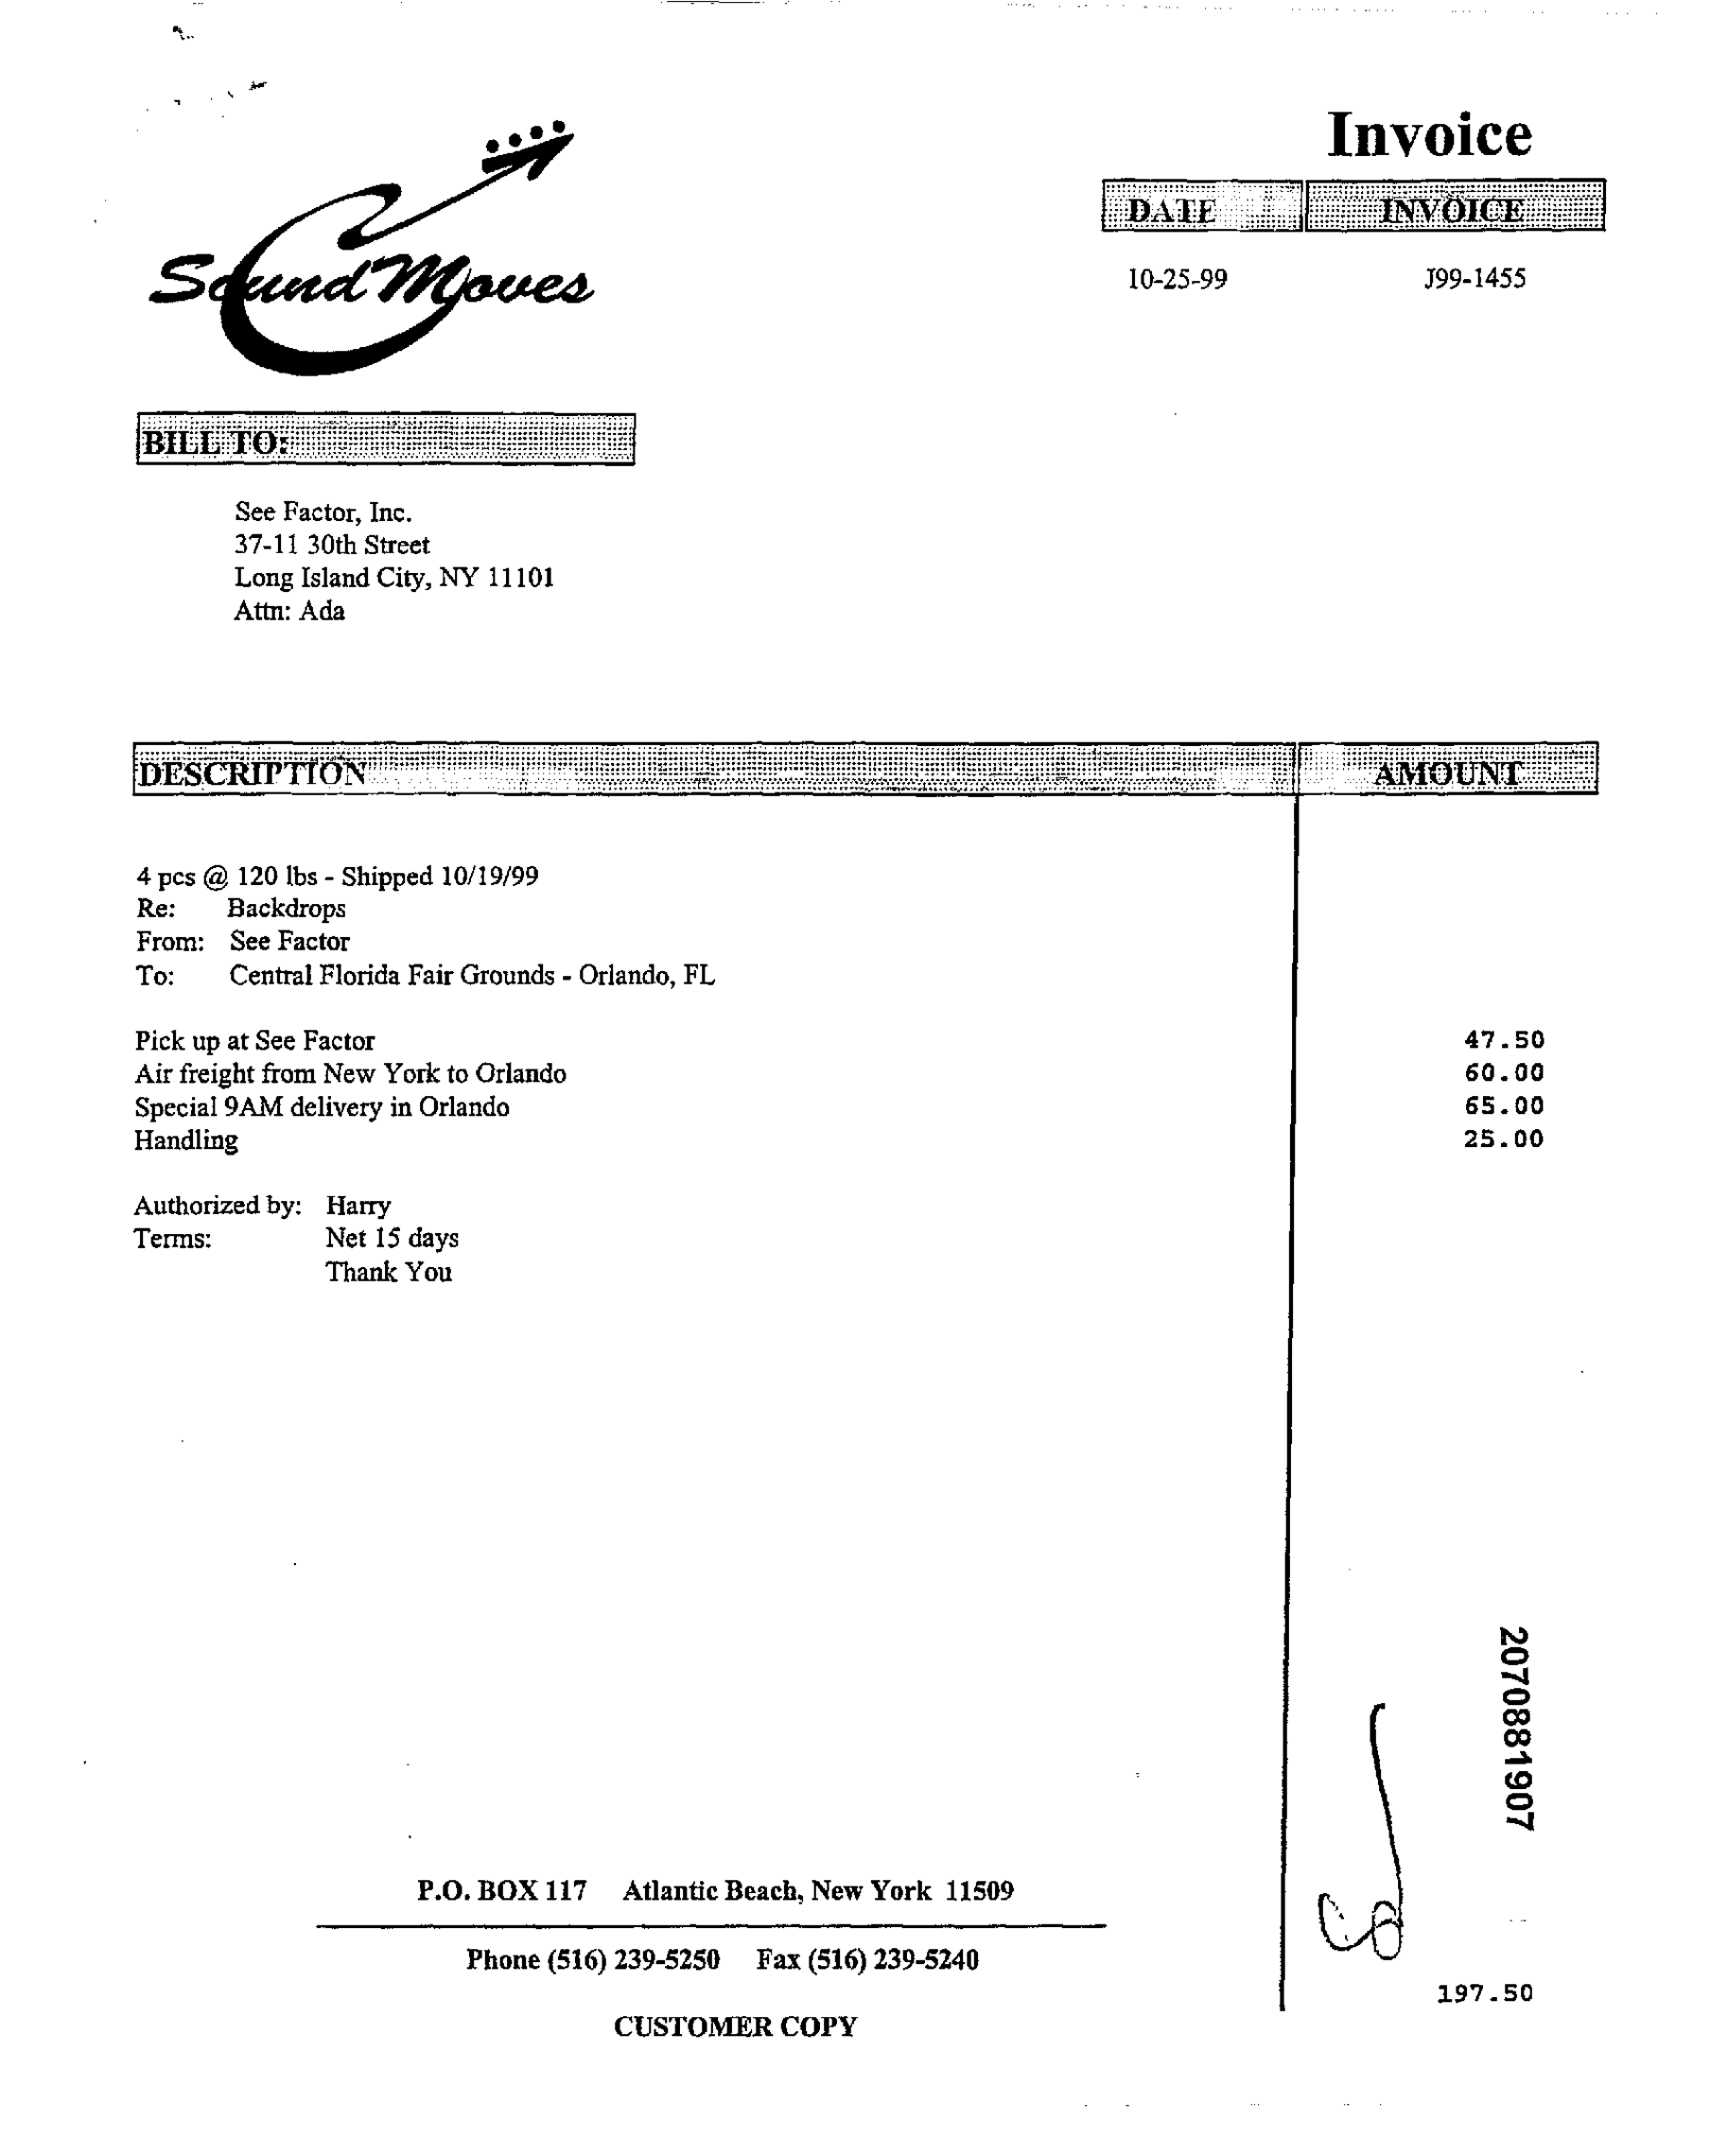 Invoice
DATE INVOICE
10-25-99 J99-1455
Sound Moves
BILL TO:
See Factor, Inc.
37-11 30th Street
Long Island City, NY 11101
Attn: Ada
DESCRIPTION AMOUNT
4 pcs @ 120 lbs - Shipped 10/19/99
Re: Backdrops
From: See Factor
To: Central Florida Fair Grounds - Orlando, FL
Pick up at See Factor 47.50
Air freight from New York to Orlando 60.00
Special 9AM delivery in Orlando 65.00
Handling 25.00
Authorized by: Harry
Terms: Net 15 days
Thank You
2070881907
P.O. BOX 117 Atlantic Beach, New York 11509
Phone (516) 239-5250 Fax (516) 239-5240
197.50
CUSTOMER COPY